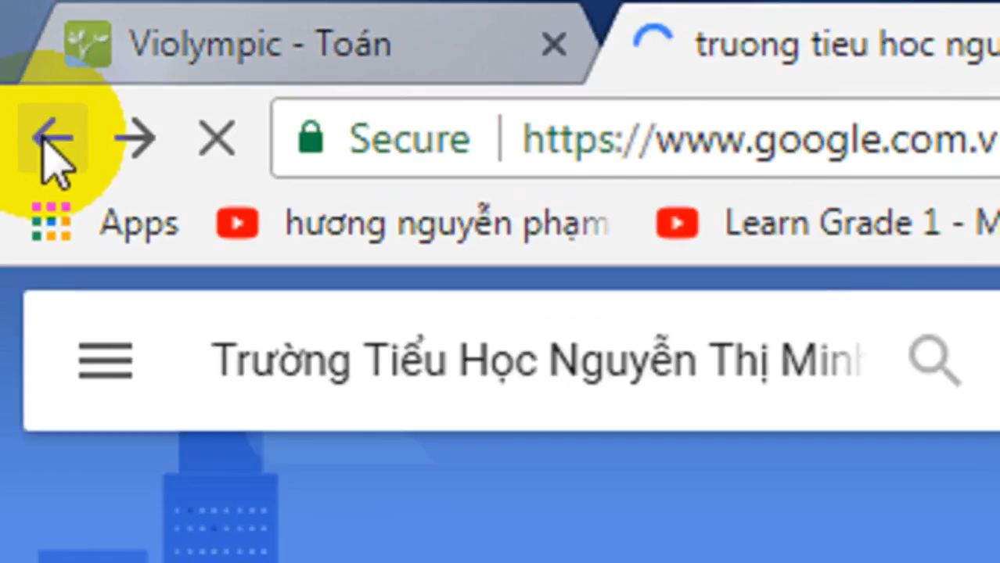 Violympic - Toán
truong tieu hoc ngu
Secure https://www.google.com.v
Apps hương nguyễn phạm Learn Grade 1 - M
Trường Tiểu Học Nguyễn Thị Minh